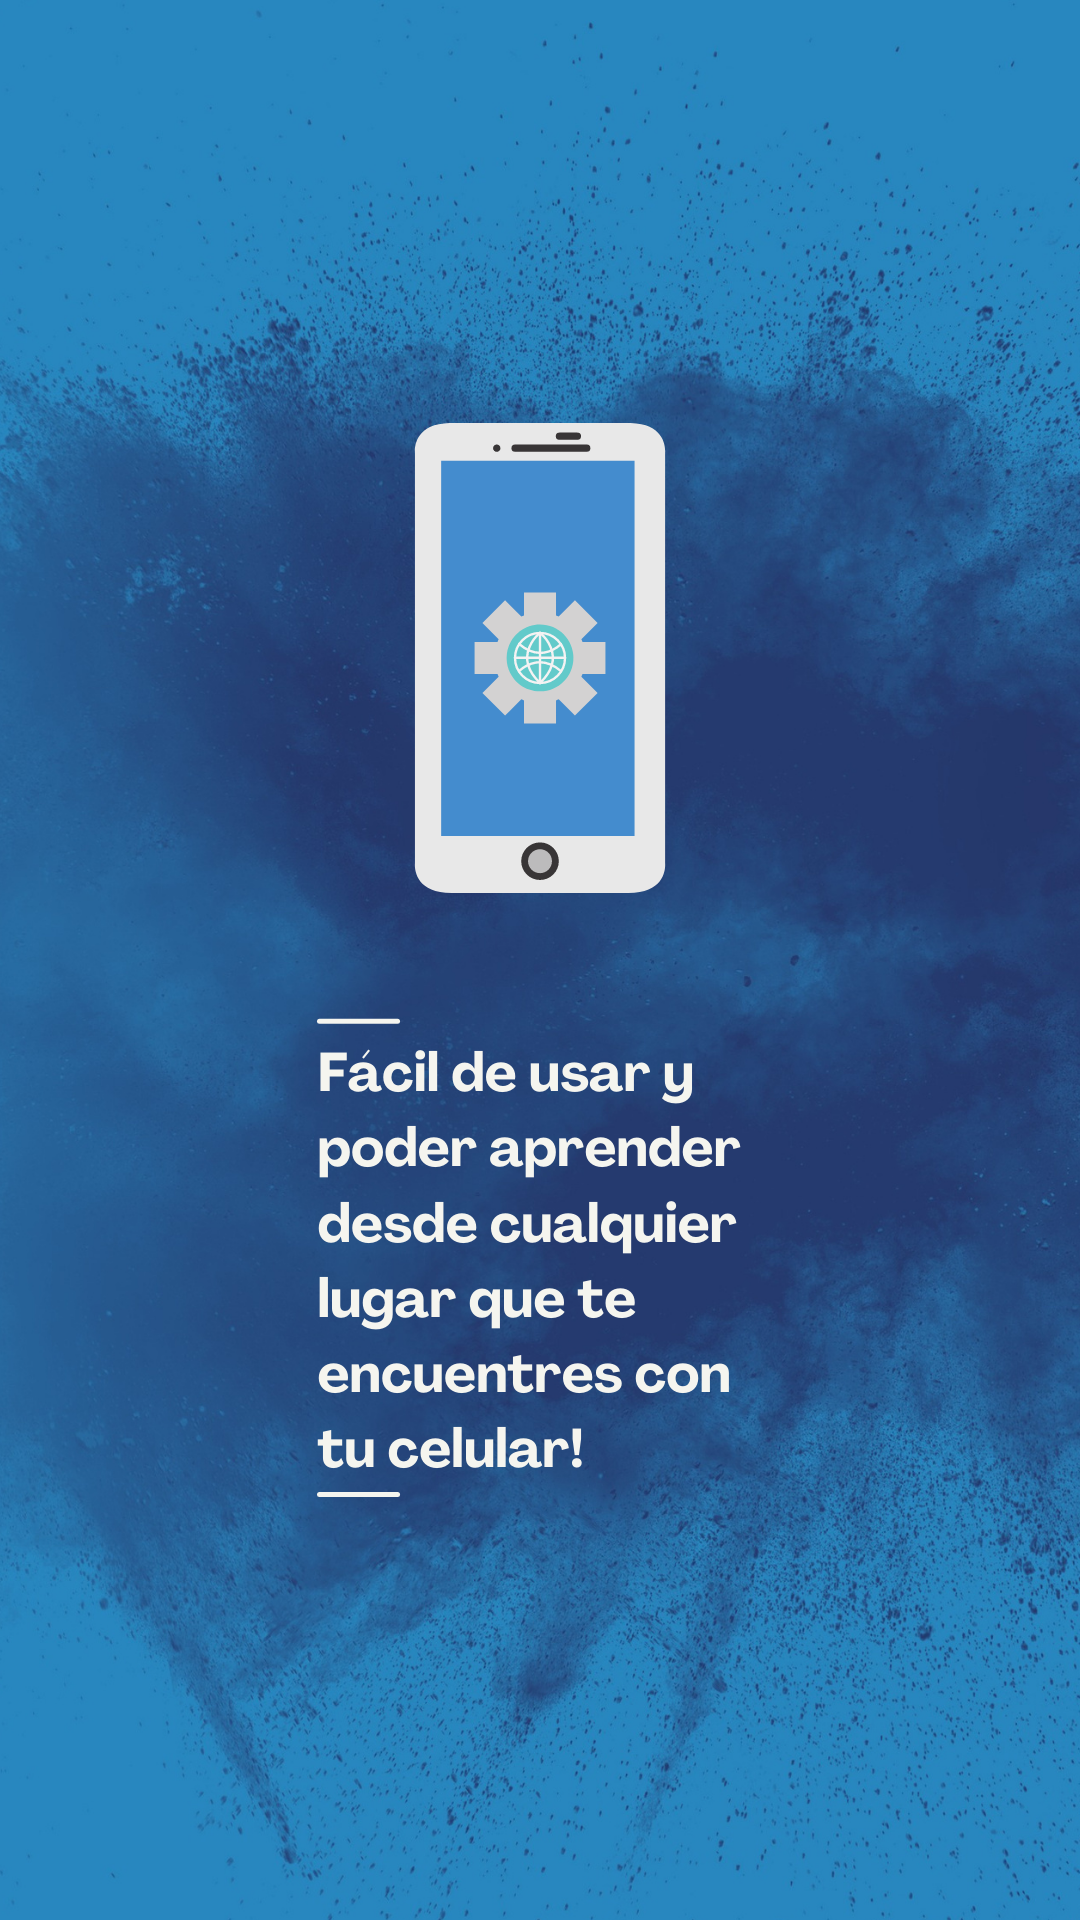 Fácil de usar y
poder aprender
desde cualquier
lugar que te
encuentres con
tu celular!